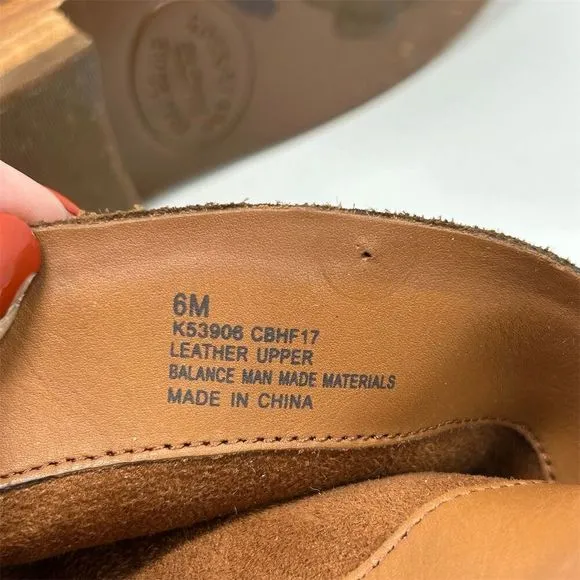 6M
K53906 CBHF17
LEATHER UPPER
BALANCE MAN MADE MATERIALS
MADE IN CHINA